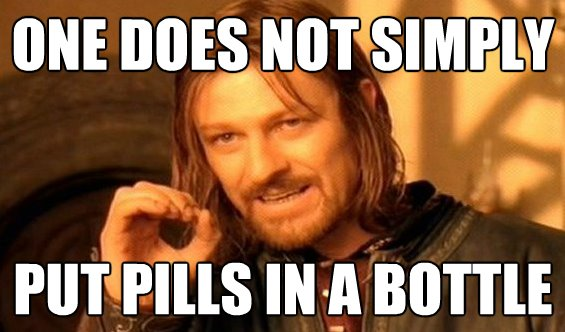 ONE DOES NOT SIMPLY
PUT PILLS IN A BOTTLE